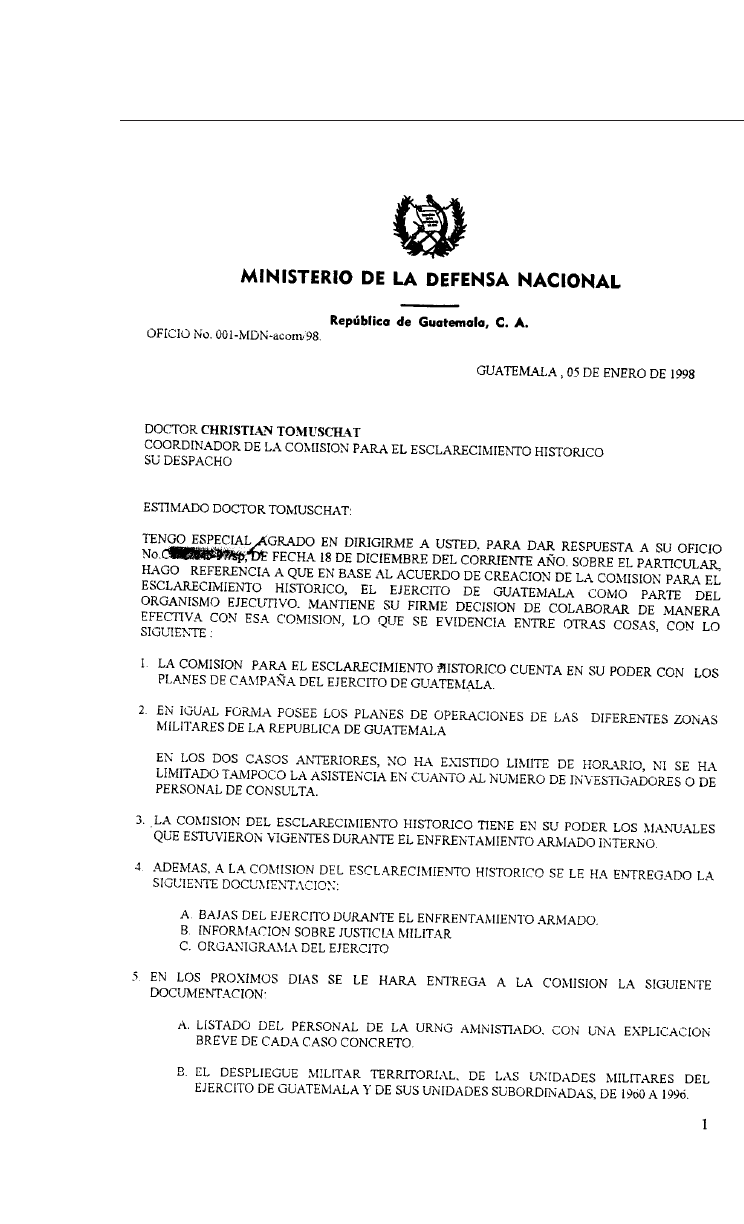 MINISTERIO DE LA DEFENSA NACIONAL
República de Guatemala, C. A.
OFICIO No. 001-MDN-acom/98.
GUATEMALA , 05 DE ENERO DE 1998
DOCTOR CHRISTIAN TOMUSCHAT
COORDINADOR DE LA COMISION PARA EL ESCLARECIMIENTO HISTORICO
SU DESPACHO
ESTIMADO DOCTOR TOMUSCHAT:
TENGO ESPECIAL AGRADO EN DIRIGIRME A USTED, PARA DAR RESPUESTA A SU OFICIO
No. DE FECHA 18 DE DICIEMBRE DEL CORRIENTE AÑO. SOBRE EL PARTICULAR,
HAGO REFERENCIA A QUE EN BASE AL ACUERDO DE CREACION DE LA COMISION PARA EL
ESCLARECIMIENTO HISTORICO, EL EJERCITO DE GUATEMALA COMO PARTE DEL
ORGANISMO EJECUTIVO. MANTIENE SU FIRME DECISION DE COLABORAR DE MANERA
EFECTIVA CON ESA COMISION, LO QUE SE EVIDENCIA ENTRE OTRAS COSAS, CON LO
SIGUIENTE :
1. LA COMISION PARA EL ESCLARECIMIENTO HISTORICO CUENTA EN SU PODER CON LOS
PLANES DE CAMPAÑA DEL EJERCITO DE GUATEMALA.
2. EN IGUAL FORMA POSEE LOS PLANES DE OPERACIONES DE LAS DIFERENTES ZONAS
MILITARES DE LA REPUBLICA DE GUATEMALA
EN LOS DOS CASOS ANTERIORES, NO HA EXISTIDO LIMITE DE HORARIO, NI SE HA
LIMITADO TAMPOCO LA ASISTENCIA EN CUANTO AL NUMERO DE INVESTIGADORES O DE
PERSONAL DE CONSULTA.
3. LA COMISION DEL ESCLARECIMIENTO HISTORICO TIENE EN SU PODER LOS MANUALES
QUE ESTUVIERON VIGENTES DURANTE EL ENFRENTAMIENTO ARMADO INTERNO.
4. ADEMAS, A LA COMISION DEL ESCLARECIMIENTO HISTORICO SE LE HA ENTREGADO LA
SIGUIENTE DOCUMENTACION:
A. BAJAS DEL EJERCITO DURANTE EL ENFRENTAMIENTO ARMADO.
B. INFORMACION SOBRE JUSTICIA MILITAR
C. ORGANIGRAMA DEL EJERCITO
5. EN LOS PROXIMOS DIAS SE LE HARA ENTREGA A LA COMISION LA SIGUIENTE
DOCUMENTACION:
A. LISTADO DEL PERSONAL DE LA URNG AMNISTIADO, CON UNA EXPLICACION
BREVE DE CADA CASO CONCRETO.
B. EL DESPLIEGUE MILITAR TERRITORIAL, DE LAS UNIDADES MILITARES DEL
EJERCITO DE GUATEMALA Y DE SUS UNIDADES SUBORDINADAS, DE 1960 A 1996.
1